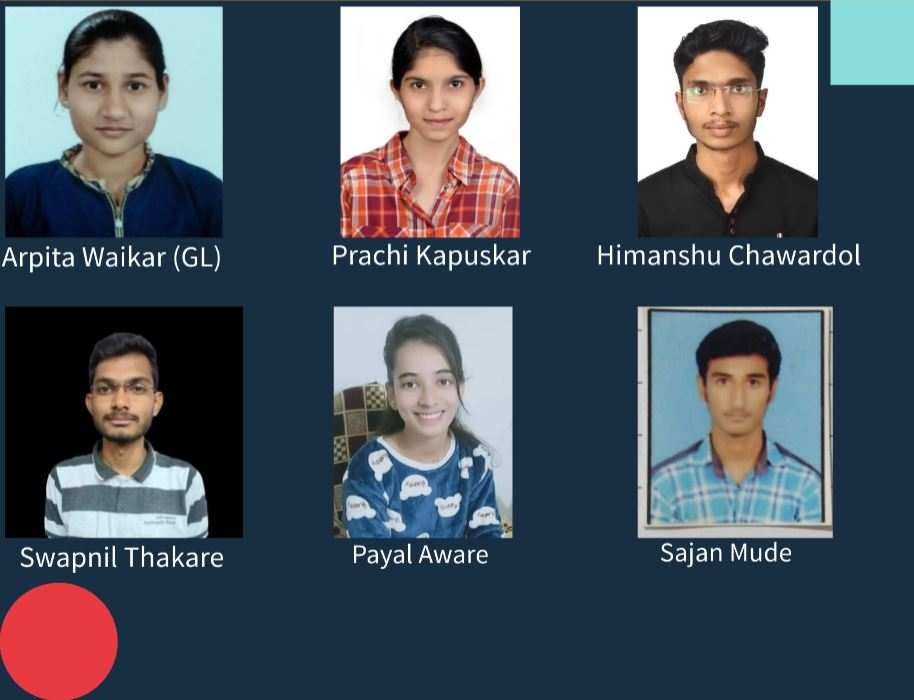 Arpita Waikar (GL)
Prachi Kapuskar
Himanshu Chawardol
Swapnil Thakare
Payal Aware
Sajan Mude